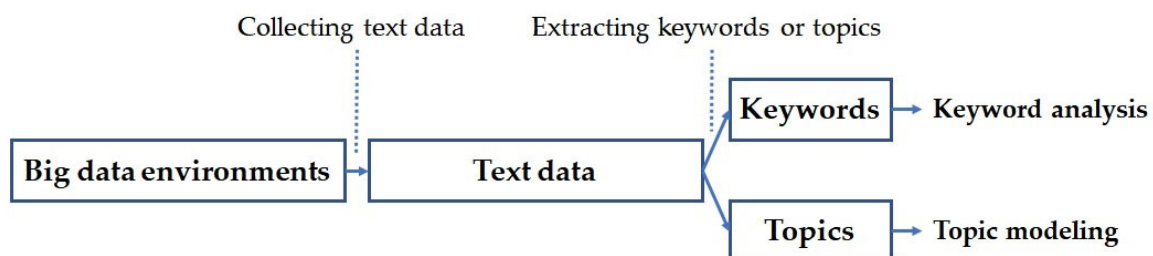 Collecting text data
Extracting keywords or topics
Keywords
Keyword analysis
Big data environments
Text data
Topics
Topic modeling